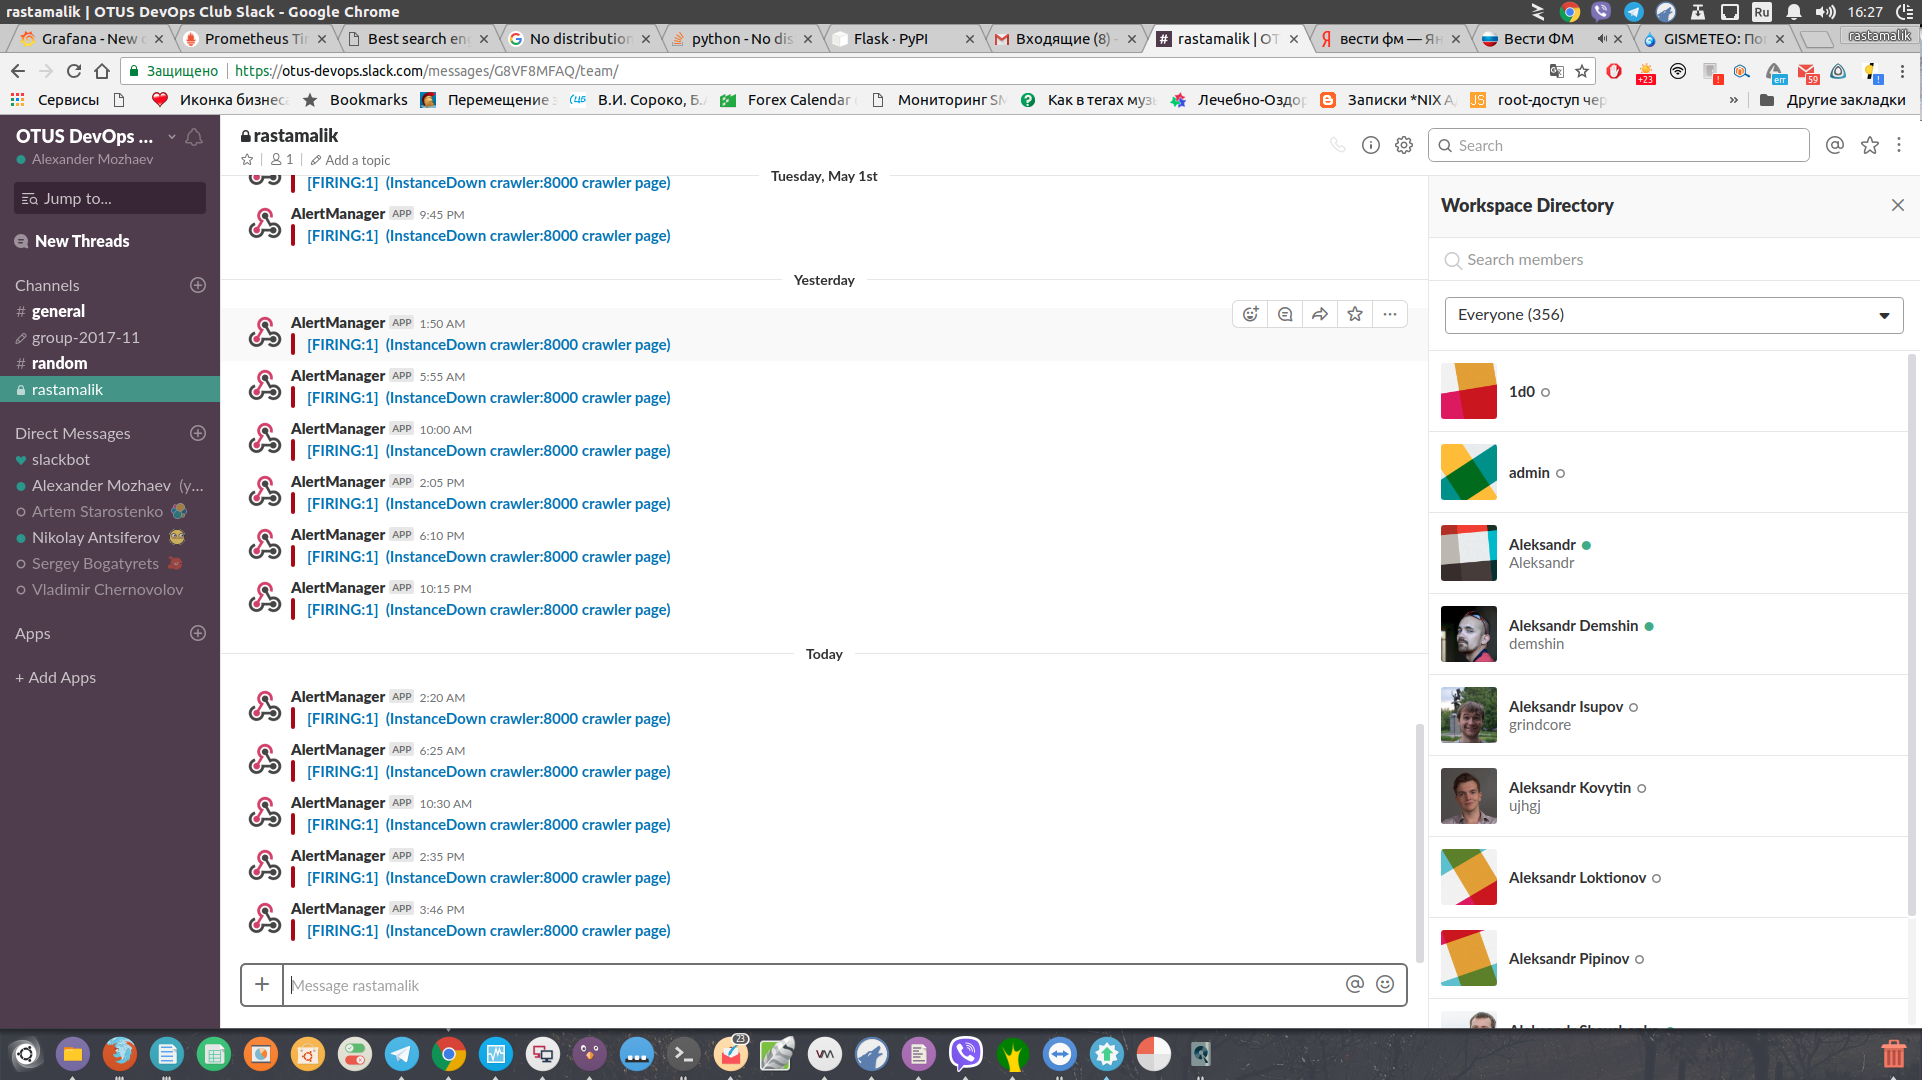 rastamalik | OTUS DevOps Club Slack - Google Chrome
Ru
16:27
Grafana - New
Prometheus Ti
Best search en
No distribution
python - No dis
Flask · PyPI
Входящие (8)
rastamalik | OT
вести фм — Ян
Вести ФМ
GISMETEO: По
rastamalik
Защищено
https://otus-devops.slack.com/messages/G8VF8MFAQ/team/
+23
err
59
Сервисы
Иконка бизнес
Bookmarks
Перемещение
В.И. Сороко, Б.
Forex Calendar
Мониторинг SM
Как в тегах муз
Лечебно-Оздор
Записки *NIX А
root-доступ чер
»
Другие закладки
OTUS DevOps ...
Alexander Mozhaev
Jump to...
New Threads
Channels
# general
group-2017-11
# random
rastamalik
Direct Messages
slackbot
Alexander Mozhaev (y...
Artem Starostenko
Nikolay Antsiferov
Sergey Bogatyrets
Vladimir Chernovolov
Apps
+ Add Apps
rastamalik
1
Add a topic
Search
Tuesday, May 1st
[FIRING:1] (InstanceDown crawler:8000 crawler page)
AlertManager APP 9:45 PM
[FIRING:1] (InstanceDown crawler:8000 crawler page)
Yesterday
AlertManager APP 1:50 AM
[FIRING:1] (InstanceDown crawler:8000 crawler page)
AlertManager APP 5:55 AM
[FIRING:1] (InstanceDown crawler:8000 crawler page)
AlertManager APP 10:00 AM
[FIRING:1] (InstanceDown crawler:8000 crawler page)
AlertManager APP 2:05 PM
[FIRING:1] (InstanceDown crawler:8000 crawler page)
AlertManager APP 6:10 PM
[FIRING:1] (InstanceDown crawler:8000 crawler page)
AlertManager APP 10:15 PM
[FIRING:1] (InstanceDown crawler:8000 crawler page)
Today
AlertManager APP 2:20 AM
[FIRING:1] (InstanceDown crawler:8000 crawler page)
AlertManager APP 6:25 AM
[FIRING:1] (InstanceDown crawler:8000 crawler page)
AlertManager APP 10:30 AM
[FIRING:1] (InstanceDown crawler:8000 crawler page)
AlertManager APP 2:35 PM
[FIRING:1] (InstanceDown crawler:8000 crawler page)
AlertManager APP 3:46 PM
[FIRING:1] (InstanceDown crawler:8000 crawler page)
Message rastamalik
Workspace Directory
Search members
Everyone (356)
1d0
admin
Aleksandr
Aleksandr
Aleksandr Demshin
demshin
Aleksandr Isupov
grindcore
Aleksandr Kovytin
ujhgj
Aleksandr Loktionov
Aleksandr Pipinov
23